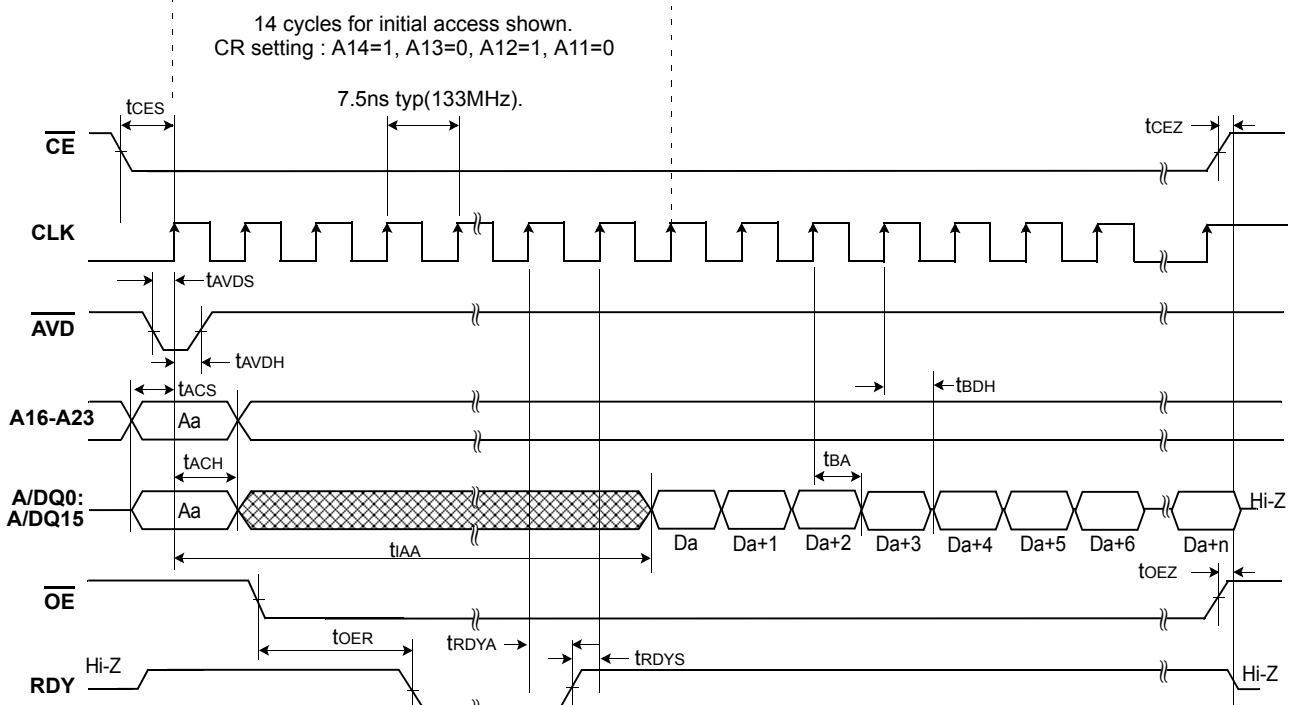 14 cycles for initial access shown.
CR setting : A14=1, A13=0, A12=1, A11=0
7.5ns typ(133MHz).
tCES
tCEZ
CE
CLK
tAVDS
AVD
tAVDH
tACS
tBDH
A16-A23
Aa
tACH
tBA
A/DQ0:
A/DQ15
Aa
Hi-Z
tIAA
Da Da+1 Da+2 Da+3 Da+4 Da+5 Da+6 Da+n
tOEZ
OE
tOER
tRDYA
tRDYS
Hi-Z
RDY
Hi-Z